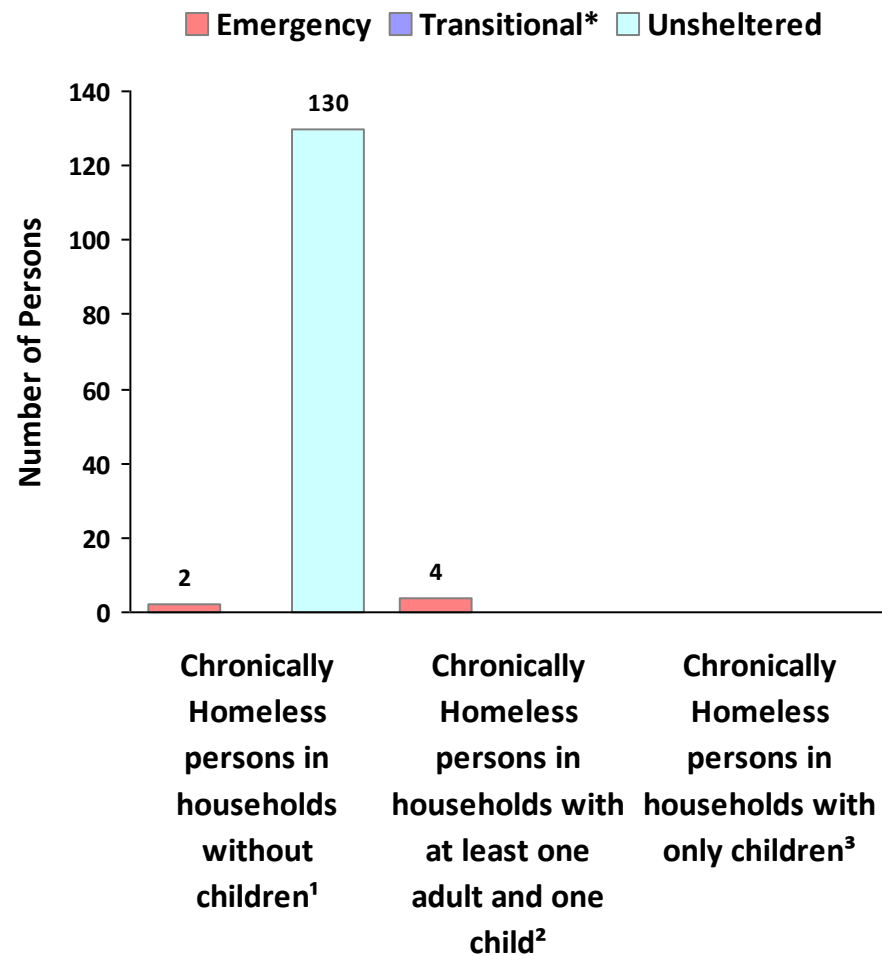 Emergency Transitional* Unsheltered
140
120
100
80
60
40
20
0
Number of Persons
130
2
4
Chronically
Homeless
persons in
households
without
children¹
Chronically
Homeless
persons in
households with
at least one
adult and one
child²
Chronically
Homeless
persons in
households with
only children³